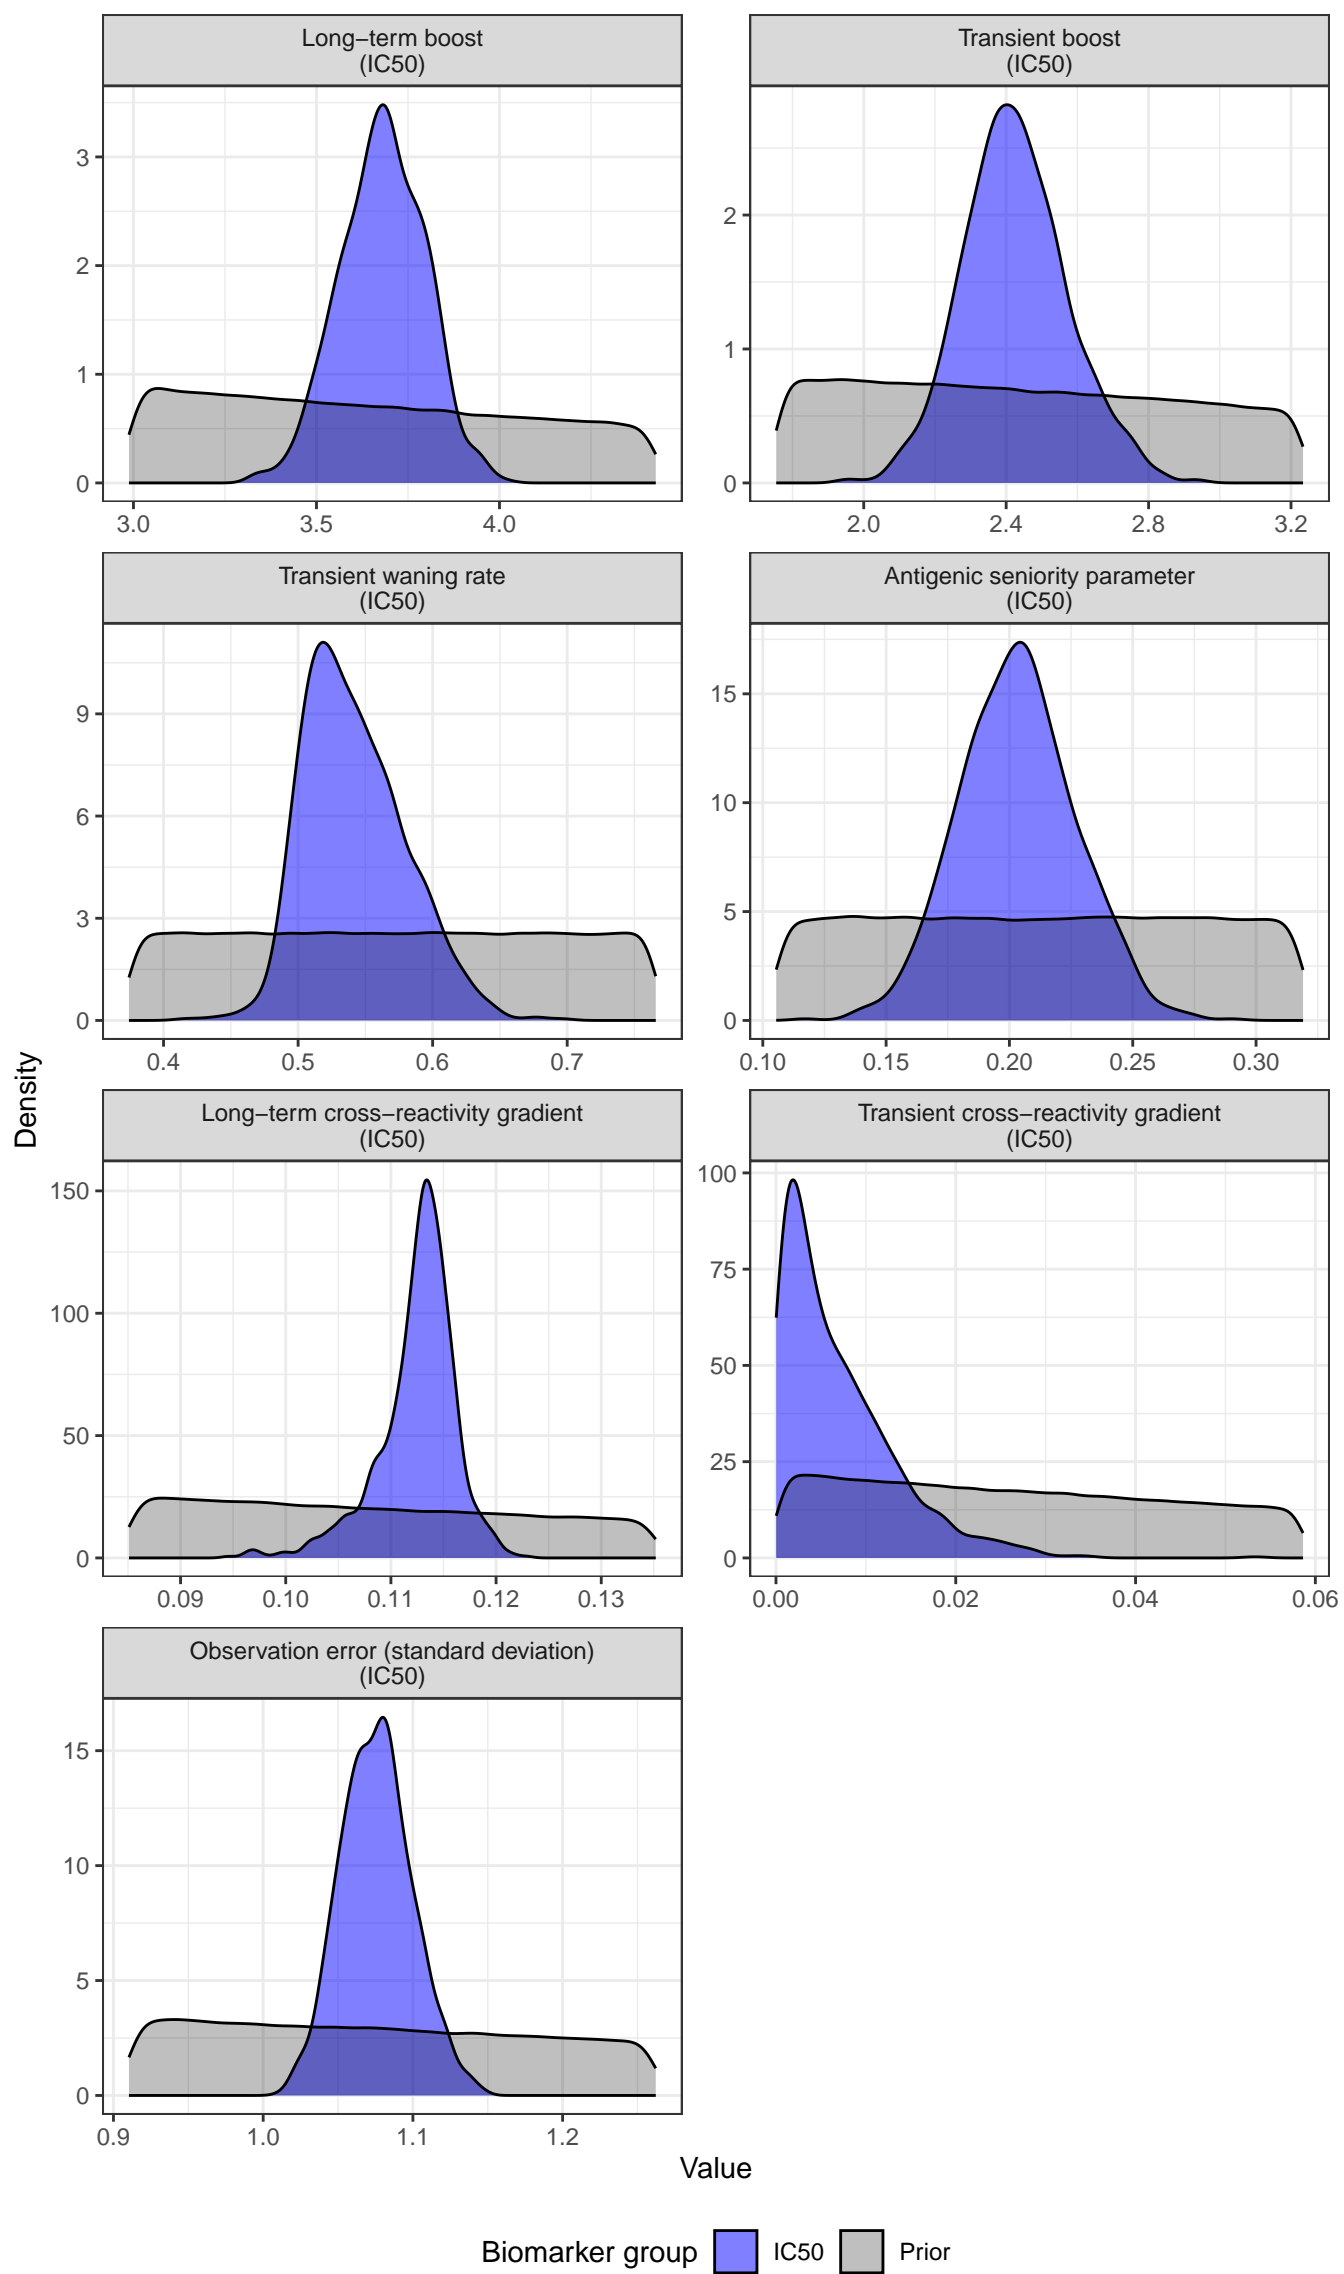 Long−term boost
(IC50)
Transient boost
(IC50)
3
2
1
0
3.0 3.5 4.0
2
1
0
2.0 2.4 2.8 3.2
Transient waning rate
(IC50)
Antigenic seniority parameter
(IC50)
9
6
3
0
0.4 0.5 0.6 0.7
15
10
5
0
0.10 0.15 0.20 0.25 0.30
Density
Long−term cross−reactivity gradient
(IC50)
Transient cross−reactivity gradient
(IC50)
150
100
50
0
0.09 0.10 0.11 0.12 0.13
100
75
50
25
0
0.00 0.02 0.04 0.06
Observation error (standard deviation)
(IC50)
15
10
5
0
0.9 1.0 1.1 1.2
Value
Biomarker group IC50 Prior